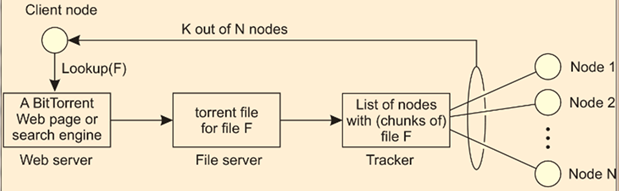 Client node
K out of N nodes
Lookup(F)
A BitTorrent
Web page or
search engine
Web server
torrent file
for file F
File server
List of nodes
with (chunks of)
file F
Tracker
Node 1
Node 2
Node N